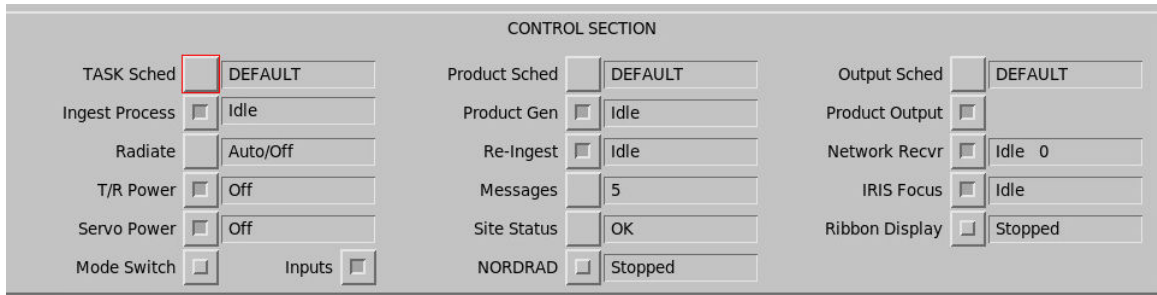 CONTROL SECTION
TASK Sched DEFAULT Product Sched DEFAULT Output Sched DEFAULT
Ingest Process Idle Product Gen Idle Product Output
Radiate Auto/Off Re-Ingest Idle Network Recvr Idle 0
T/R Power Off Messages 5 IRIS Focus Idle
Servo Power Off Site Status OK Ribbon Display Stopped
Mode Switch Inputs NORDRAD Stopped